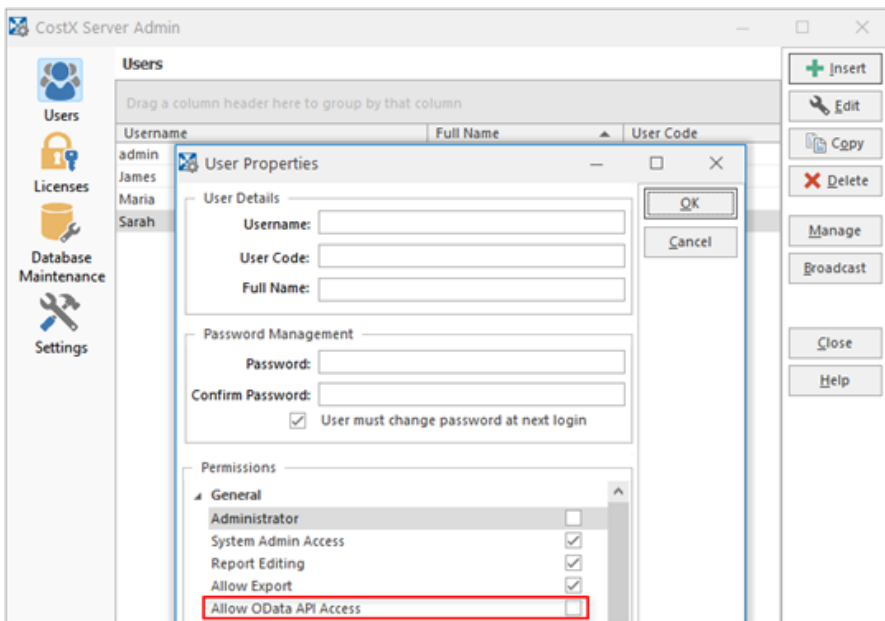 CostX Server Admin
Users
Licenses
Database
Maintenance
Settings
Users
Drag a column header here to group by that column
Username Full Name User Code
admin
James
Maria
Sarah
User Properties
User Details
Username:
User Code:
Full Name:
Password Management
Password:
Confirm Password:
User must change password at next login
Permissions
General
Administrator
System Admin Access
Report Editing
Allow Export
Allow OData API Access
OK
Cancel
Insert
Edit
Copy
Delete
Manage
Broadcast
Close
Help